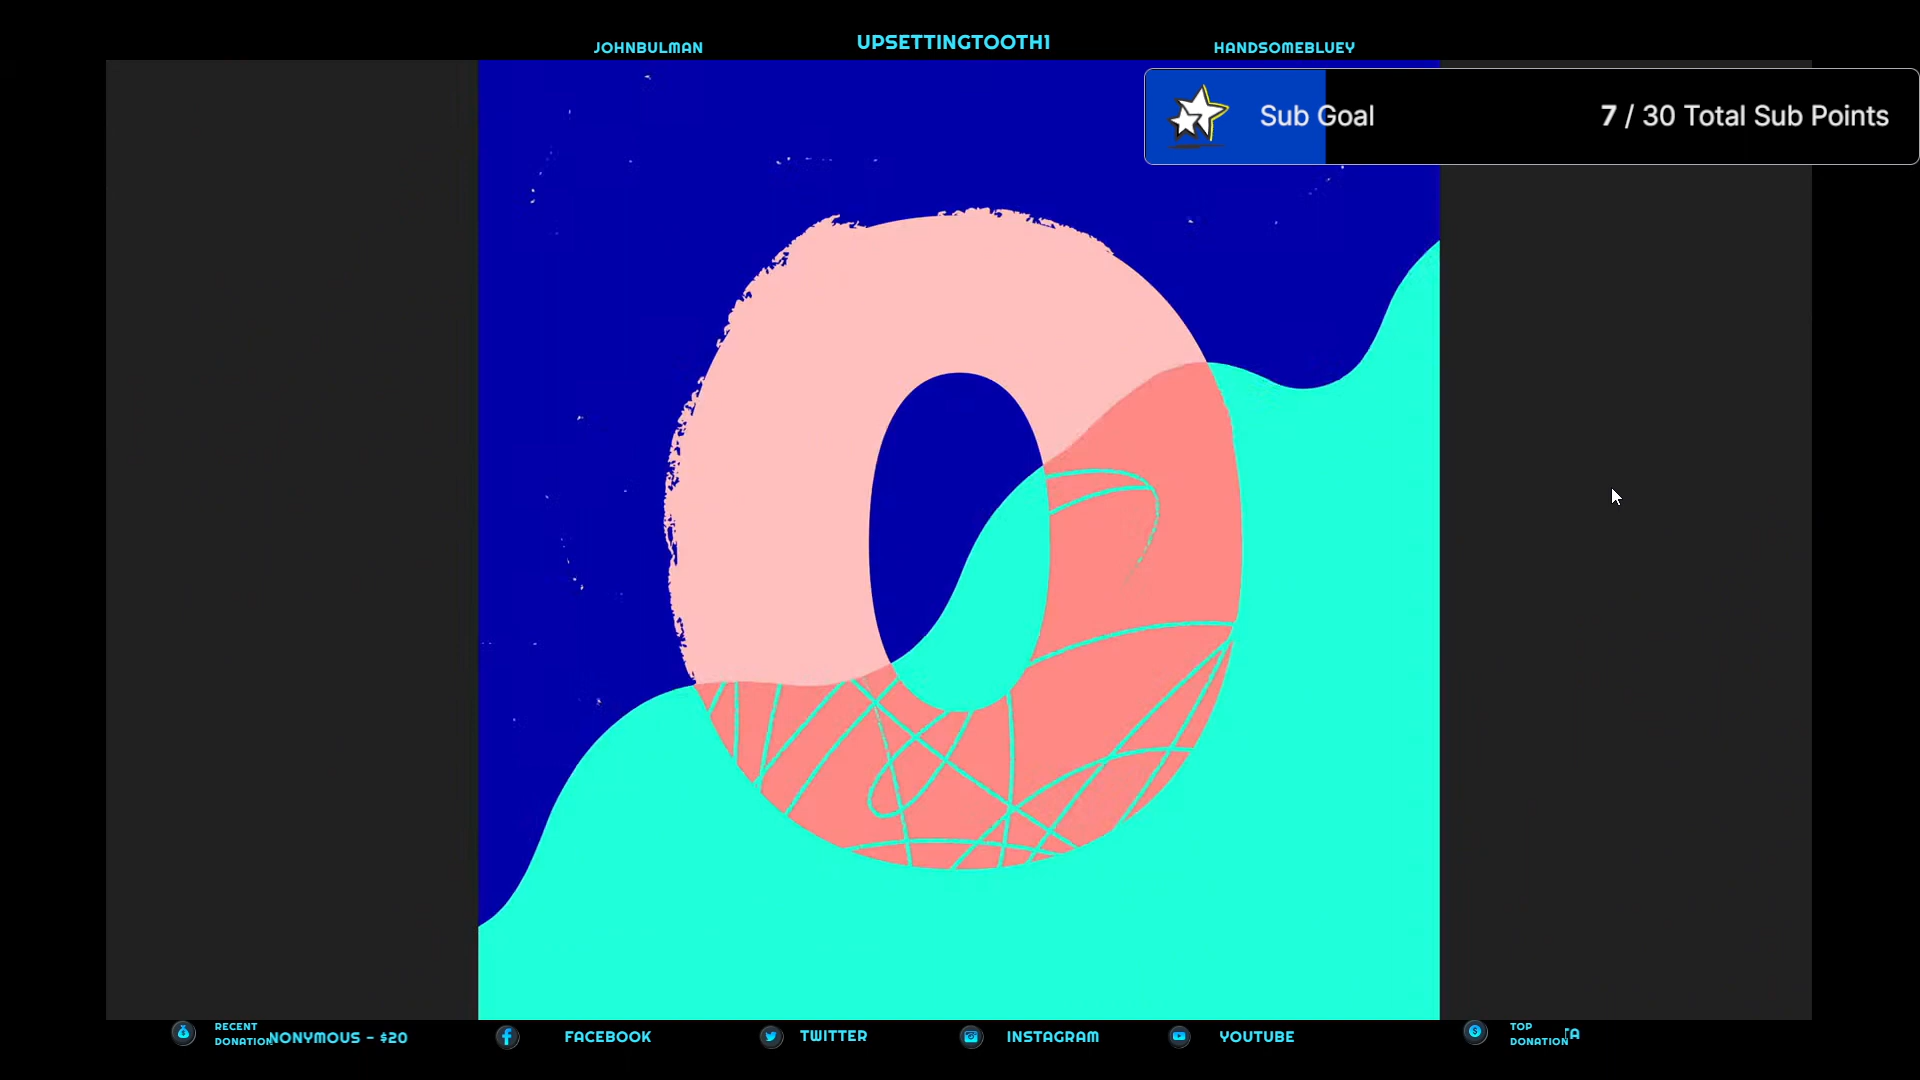 JOHNBULMAN
UPSETTINGTOOTH1
HANDSOMEBLUEY
Sub Goal
7 / 30 Total Sub Points
O
RECENT
DONATION
NONYMOUS - $20
FACEBOOK
TWITTER
INSTAGRAM
YOUTUBE
TOP
DONATION